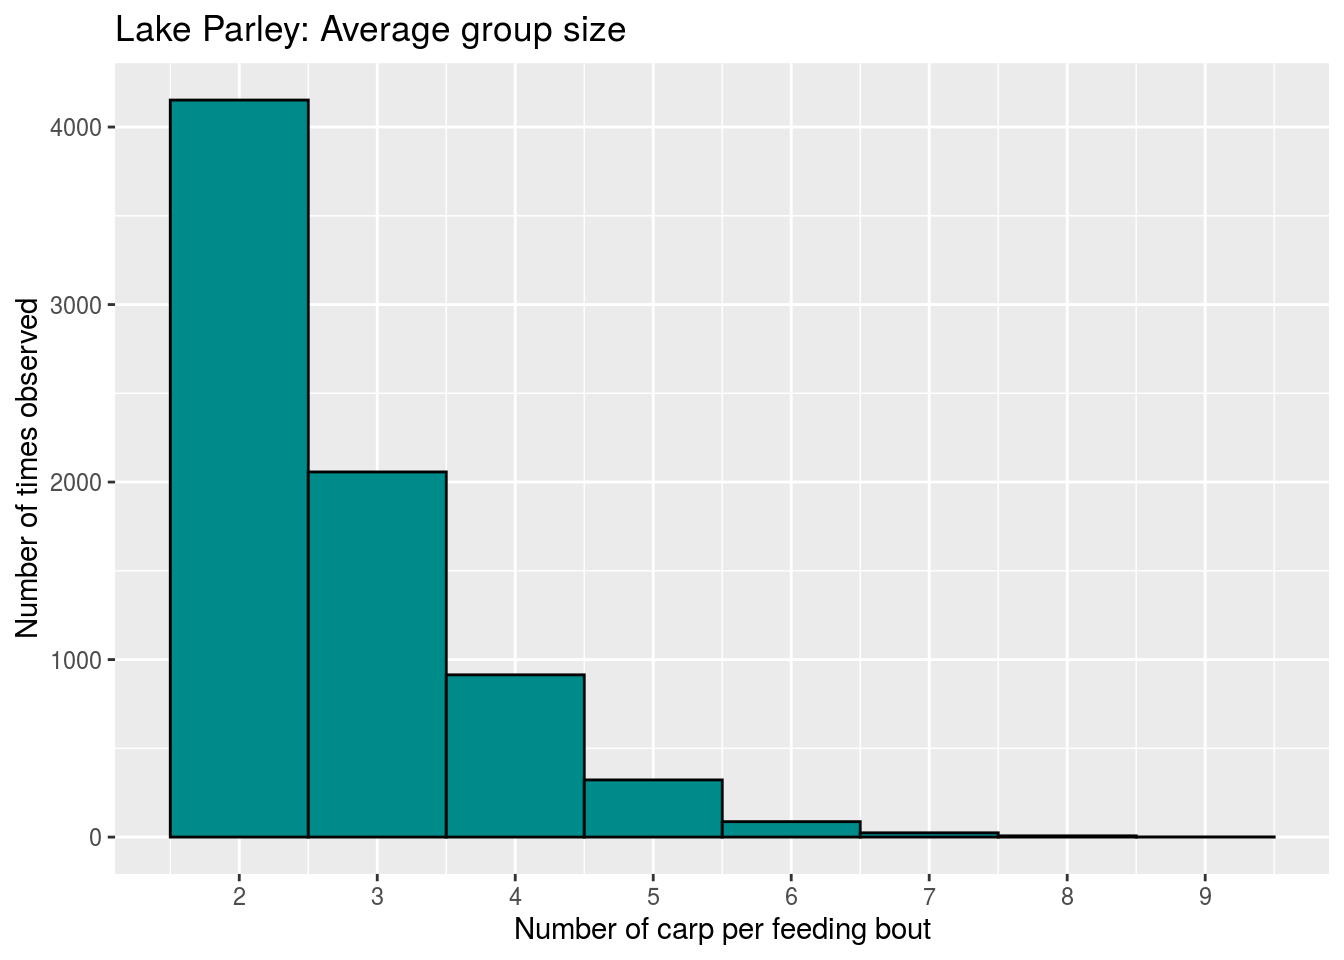 Lake Parley: Average group size
Number of times observed
4000
3000
2000
1000
0
2 3 4 5 6 7 8 9
Number of carp per feeding bout